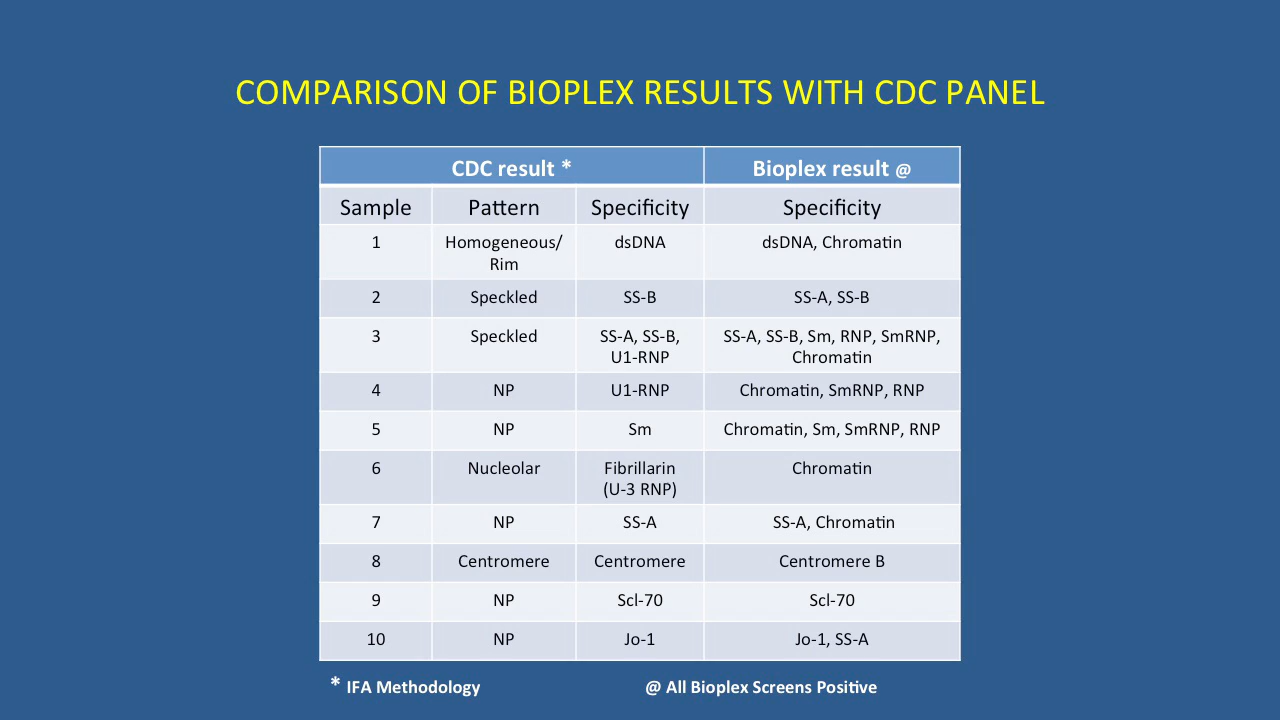 COMPARISON OF BIOPLEX RESULTS WITH CDC PANEL
CDC result * Bioplex result @
Sample Pattern Specificity Specificity
1 Homogeneous/ dsDNA dsDNA, Chromatin
Rim
2 Speckled SS-B SS-A, SS-B
3 Speckled SS-A, SS-B, SS-A, SS-B, Sm, RNP, SmRNP,
U1-RNP Chromatin
4 NP U1-RNP Chromatin, SmRNP, RNP
5 NP Sm Chromatin, Sm, SmRNP, RNP
6 Nucleolar Fibrillarin Chromatin
(U-3 RNP)
7 NP SS-A SS-A, Chromatin
8 Centromere Centromere Centromere B
9 NP Scl-70 Scl-70
10 NP Jo-1 Jo-1, SS-A
* IFA Methodology @ All Bioplex Screens Positive